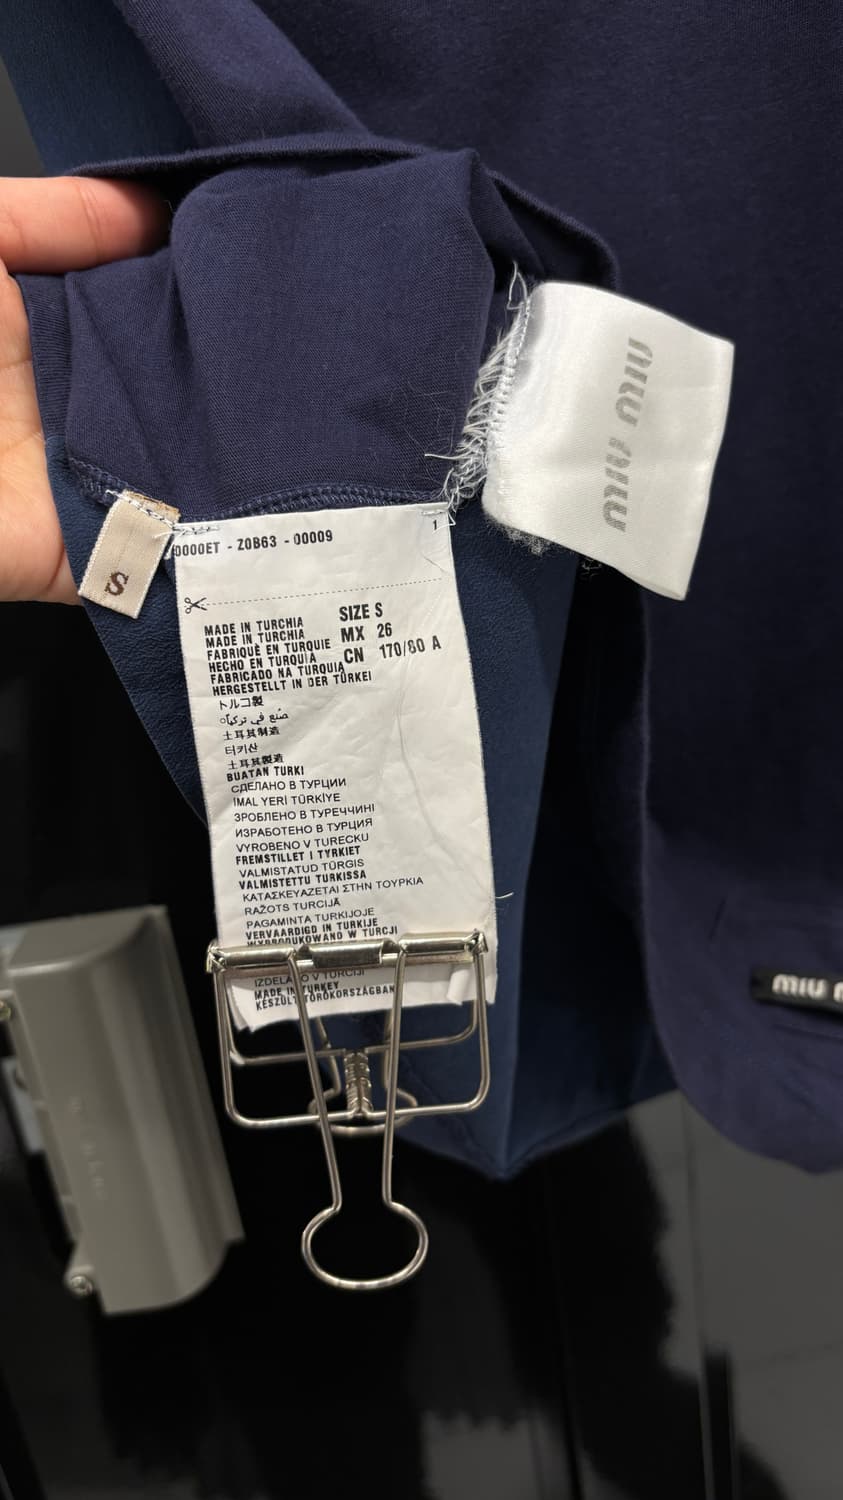 MIU MIU
S
0000ET - Z0B63 - 00009
1
SIZE S
MX 26
CN 170/80 A
MADE IN TURCHIA
MADE IN TURCHIA
FABRIQUÉ EN TURQUIE
HECHO EN TURQUIA
FABRICADO NA TURQUIA
HERGESTELLT IN DER TÜRKEI
トルコ製
صنع في تركيا
土耳其制造
터키산
土耳其製造
BUATAN TURKI
СДЕЛАНО В ТУРЦИИ
IMAL YERİ TÜRKİYE
ЗРОБЛЕНО В ТУРЕЧЧИНІ
ИЗРАБОТЕНО В ТУРЦИЯ
VYROBENO V TURECKU
FREMSTILLET I TYRKIET
VALMISTATUD TÜRGIS
VALMISTETTU TURKISSA
ΚΑΤΑΣΚΕΥΑΖΕΤΑΙ ΣΤΗΝ ΤΟΥΡΚΙΑ
RAŽOTS TURCIJĀ
PAGAMINTA TURKIJOJE
VERVAARDIGD IN TURKIJE
WYPRODUKOWANO W TURCJI
V TURCIJI
MADE IN TURKEY
KÉSZÜLT TÖRÖKORSZÁGBAN
MIU